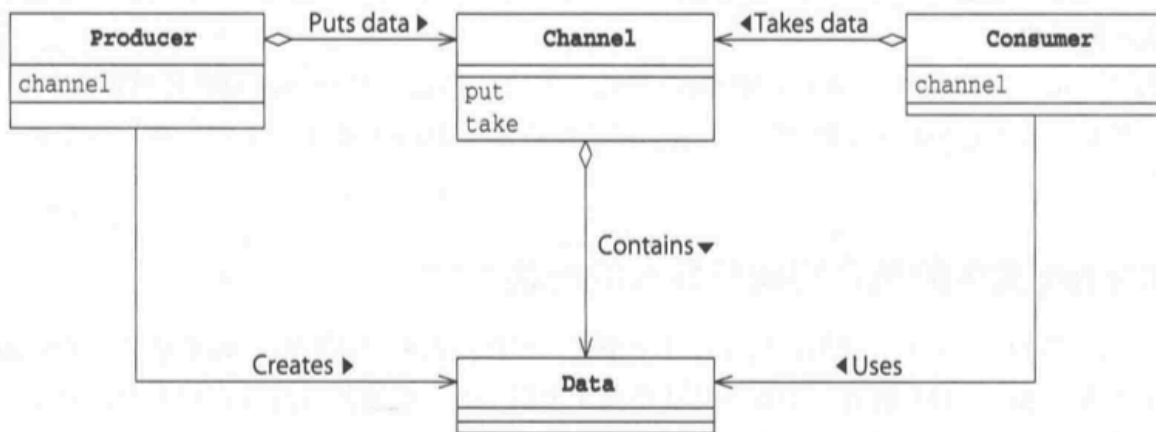 Producer
channel
Puts data ▶
Channel
put
take
◀Takes data
Consumer
channel
Contains▼
Creates ▶
Data
◀Uses